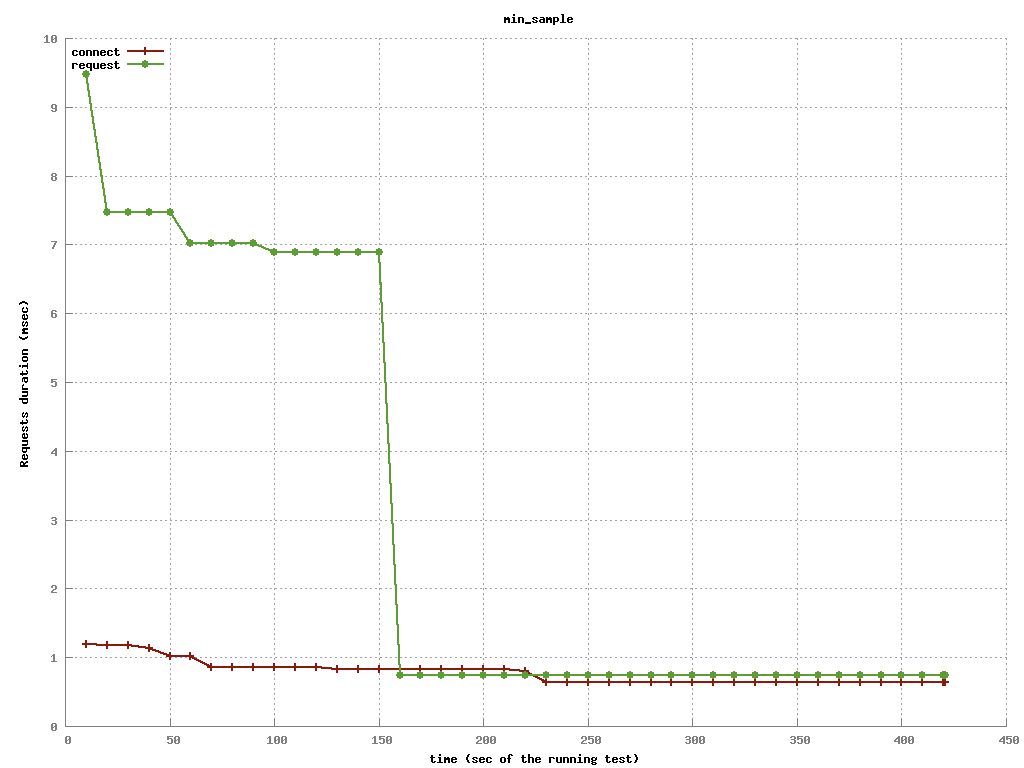 min_sample
connect
request
10
9
8
7
6
5
4
3
2
1
0
Requests duration (msec)
0 50 100 150 200 250 300 350 400 450
time (sec of the running test)